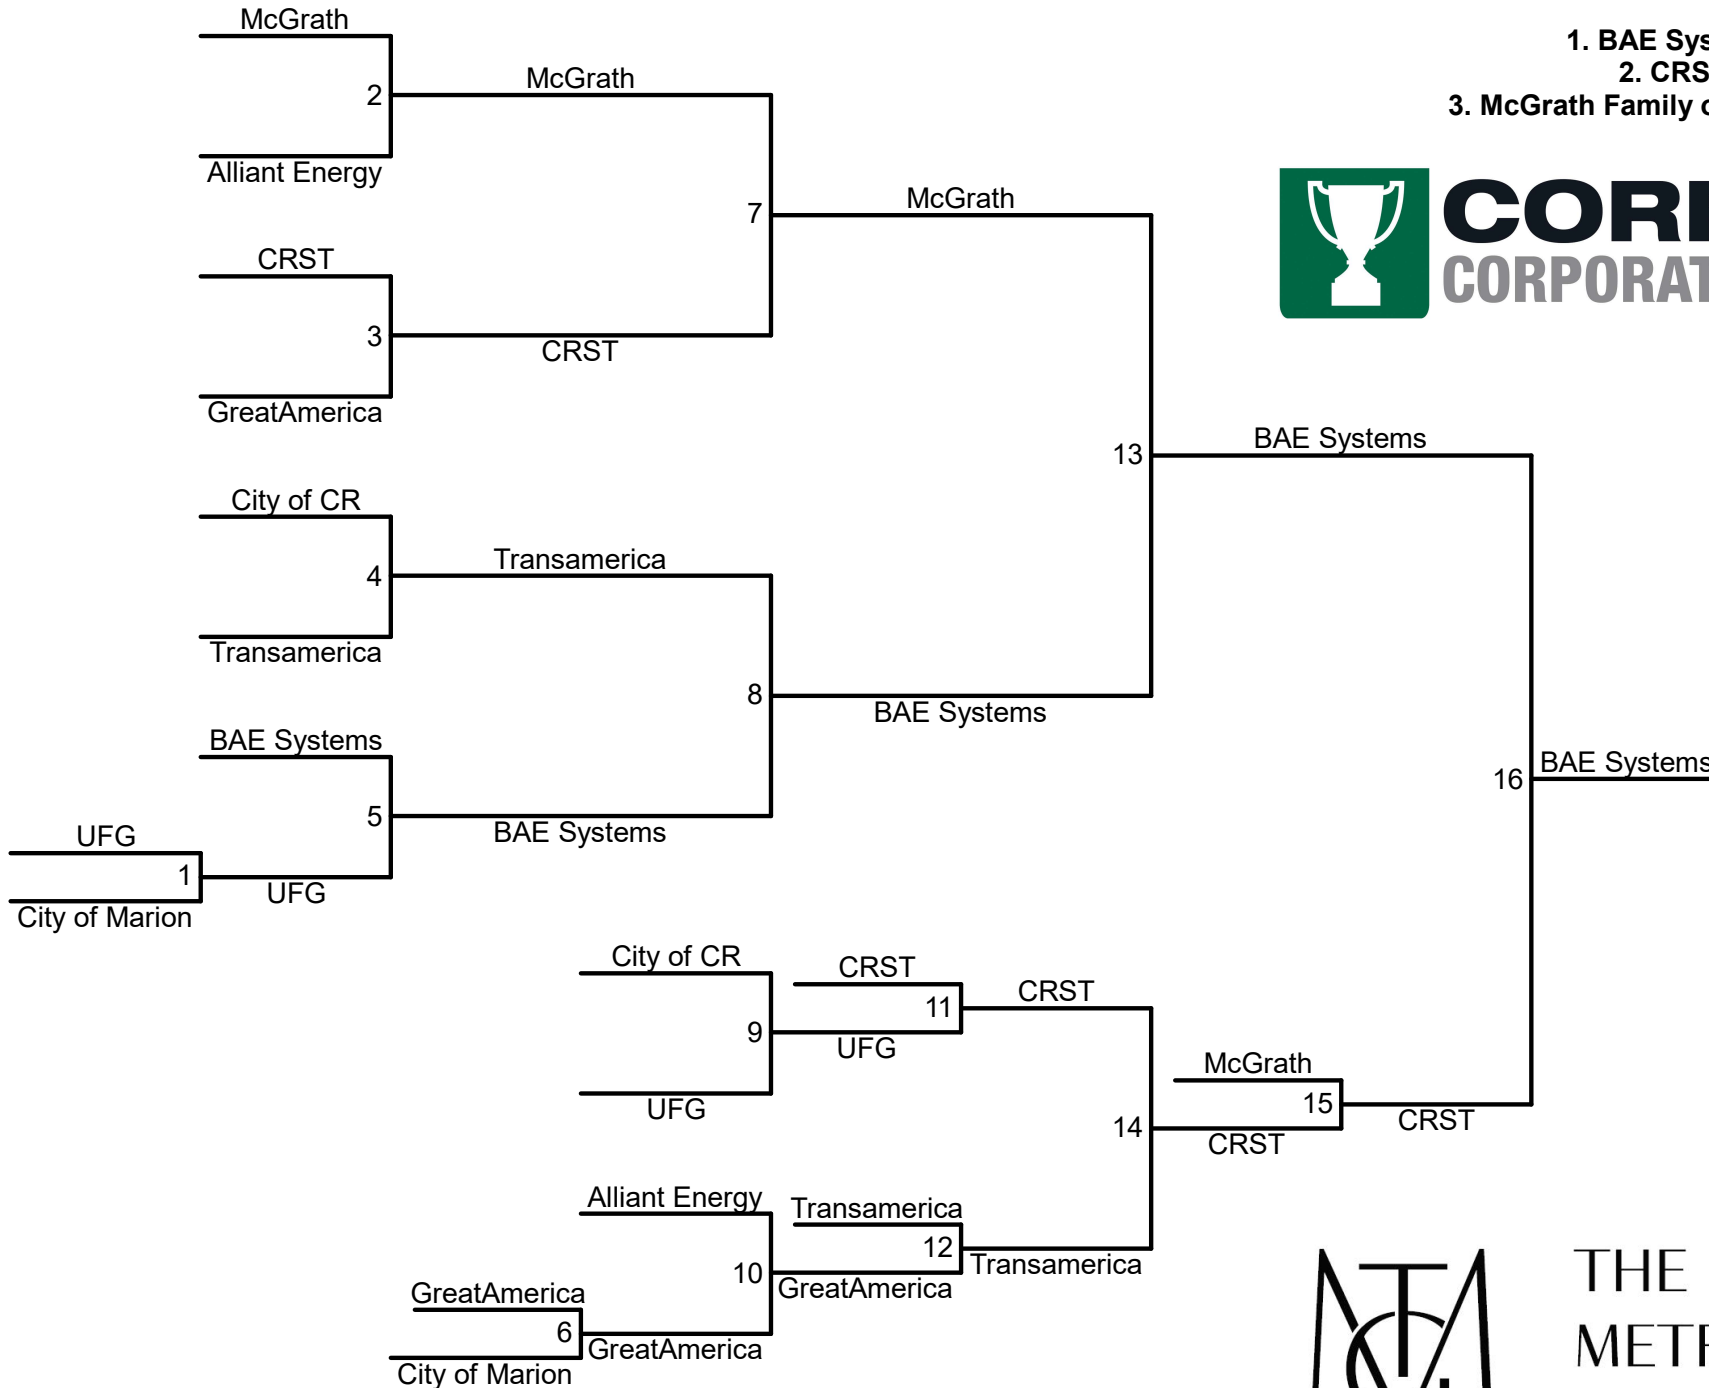 McGrath
1. BAE Sys
2. CRS
3. McGrath Family o
2
McGrath
Alliant Energy
CORI
CORPORAT
7
McGrath
CRST
3
CRST
GreatAmerica
13
BAE Systems
City of CR
4
Transamerica
Transamerica
8
BAE Systems
BAE Systems
16
BAE Systems
5
BAE Systems
UFG
1
UFG
City of Marion
City of CR
CRST
11
CRST
9
UFG
McGrath
15
CRST
UFG
14
CRST
Alliant Energy
Transamerica
12
Transamerica
10
GreatAmerica
GreatAmerica
6
GreatAmerica
City of Marion
THE
METR